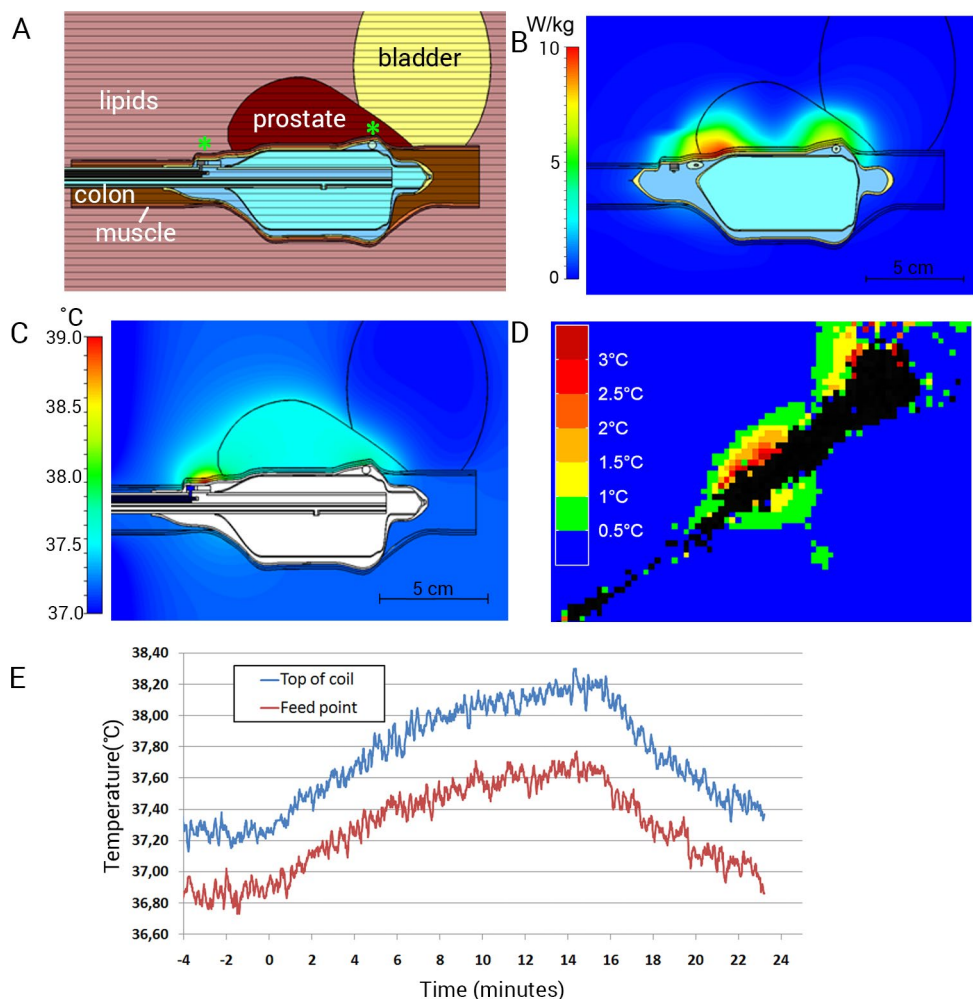 A
bladder
lipids
prostate
*
*
colon
muscle
B
W/kg
10
5
0
5 cm
C
°C
39.0
38.5
38.0
37.5
37.0
5 cm
D
3°C
2.5°C
2°C
1.5°C
1°C
0.5°C
E
38,40
38,20
38,00
37,80
37,60
37,40
37,20
37,00
36,80
36,60
Temperature(°C)
Top of coil
Feed point
-4 -2 0 2 4 6 8 10 12 14 16 18 20 22 24
Time (minutes)